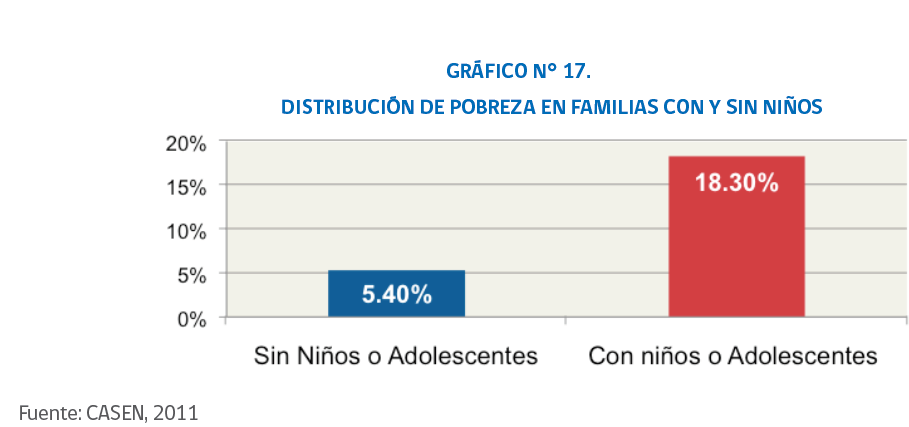 GRÁFICO N° 17.
DISTRIBUCIÓN DE POBREZA EN FAMILIAS CON Y SIN NIÑOS
20%
15%
10%
5%
0%
5.40%
18.30%
Sin Niños o Adolescentes
Con niños o Adolescentes
Fuente: CASEN, 2011